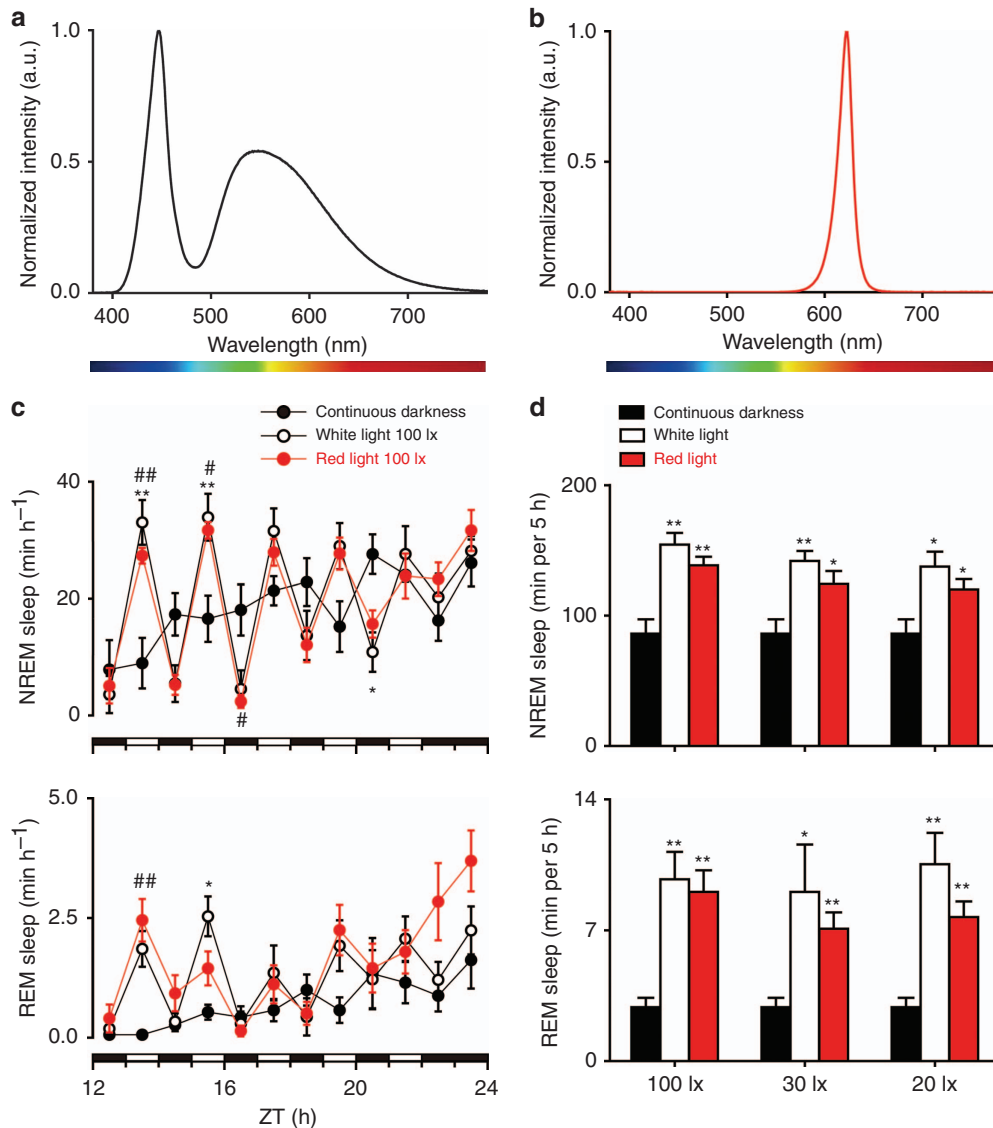 a
1.0
0.5
0.0
Normalized intensity (a.u.)
400 500 600 700
Wavelength (nm)
b
1.0
0.5
0.0
Normalized intensity (a.u.)
400 500 600 700
Wavelength (nm)
c
Continuous darkness
White light 100 lx
Red light 100 lx
40
20
0
NREM sleep (min h⁻¹)
## #
** **
#
*
5.0
2.5
0.0
REM sleep (min h⁻¹)
## *
12 14 16 18 20 22 24
ZT (h)
d
Continuous darkness
White light
Red light
200
100
0
NREM sleep (min per 5 h)
** ** ** * * *
14
7
0
REM sleep (min per 5 h)
** ** * ** ** **
100 lx 30 lx 20 lx